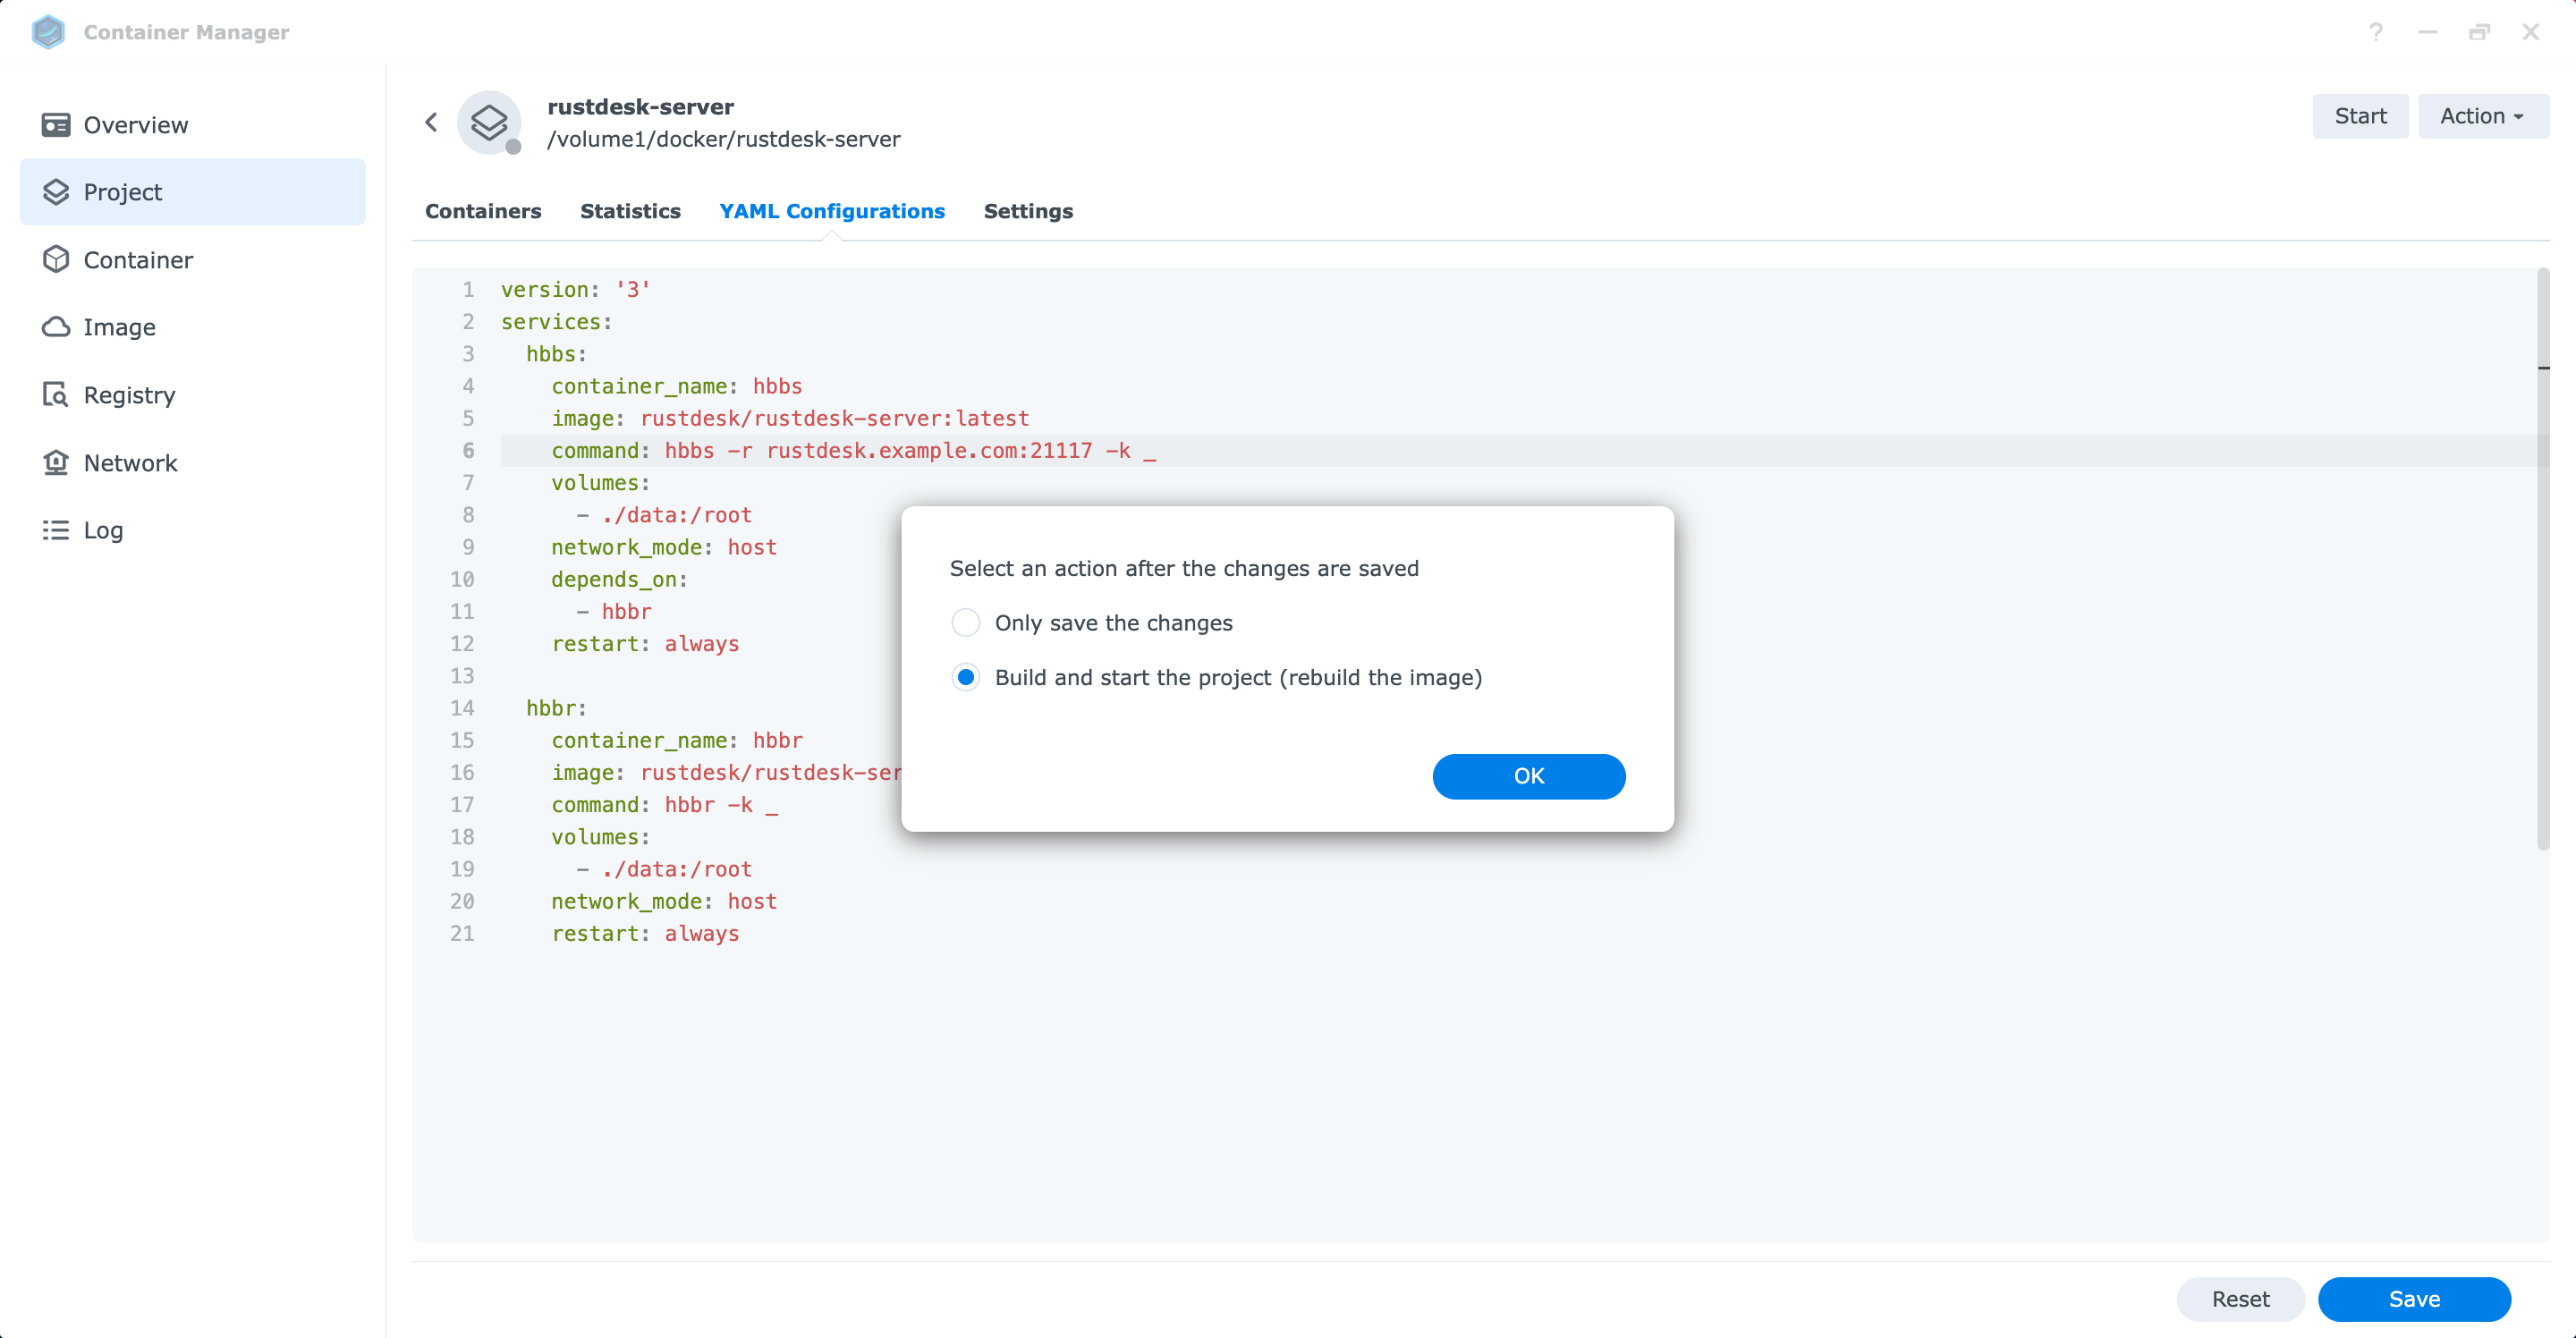 Container Manager
?
Overview
Project
Container
Image
Registry
Network
Log
rustdesk-server
/volume1/docker/rustdesk-server
Start
Action
Containers
Statistics
YAML Configurations
Settings
1 version: '3'
2 services:
3 hbbs:
4 container_name: hbbs
5 image: rustdesk/rustdesk-server:latest
6 command: hbbs -r rustdesk.example.com:21117 -k _
7 volumes:
8 - ./data:/root
9 network_mode: host
10 depends_on:
11 - hbbr
12 restart: always
13
14 hbbr:
15 container_name: hbbr
16 image: rustdesk/rustdesk-ser
17 command: hbbr -k _
18 volumes:
19 - ./data:/root
20 network_mode: host
21 restart: always
Select an action after the changes are saved
Only save the changes
Build and start the project (rebuild the image)
OK
Reset
Save